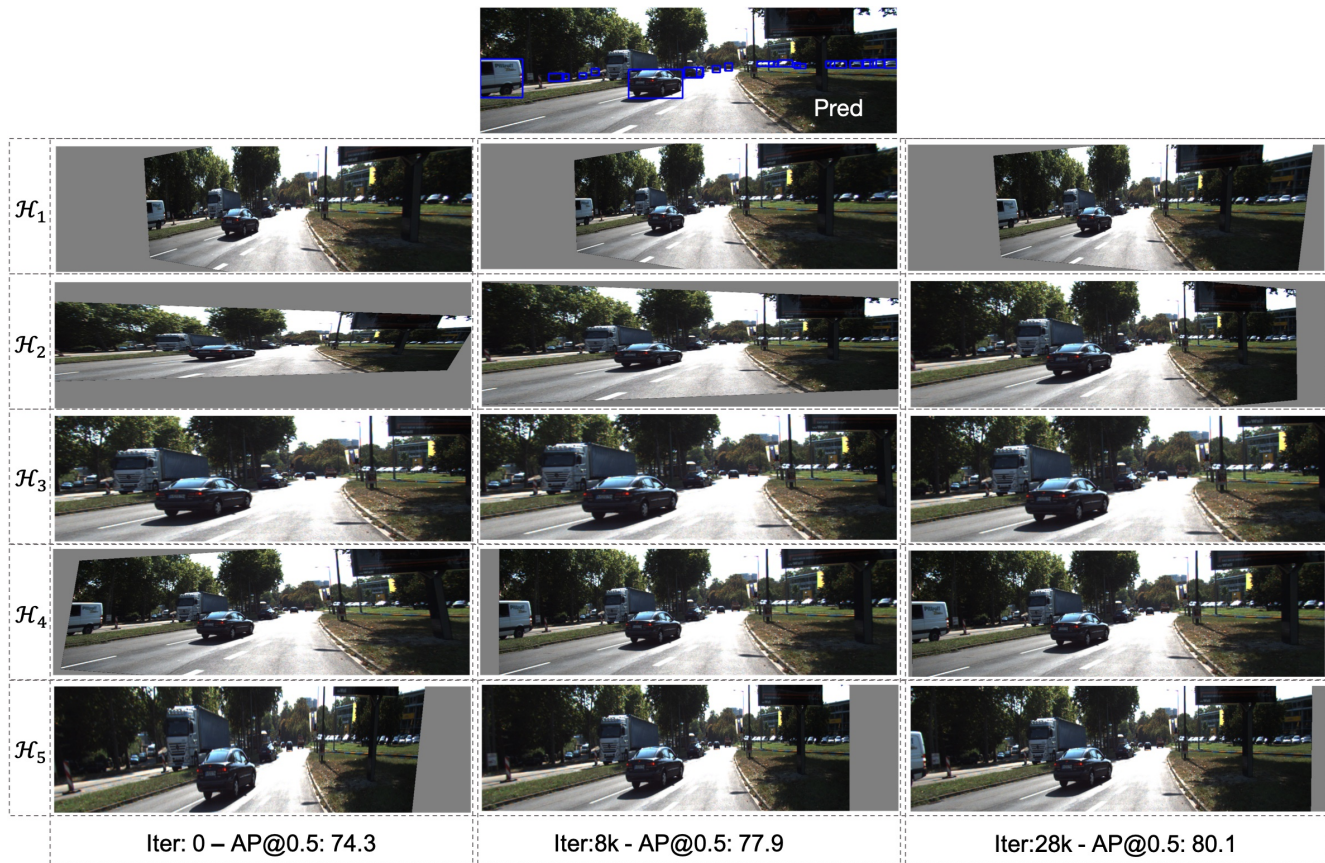 Pred
ℋ₁
ℋ₂
ℋ₃
ℋ₄
ℋ₅
Iter: 0 – AP@0.5: 74.3
Iter:8k - AP@0.5: 77.9
Iter:28k - AP@0.5: 80.1